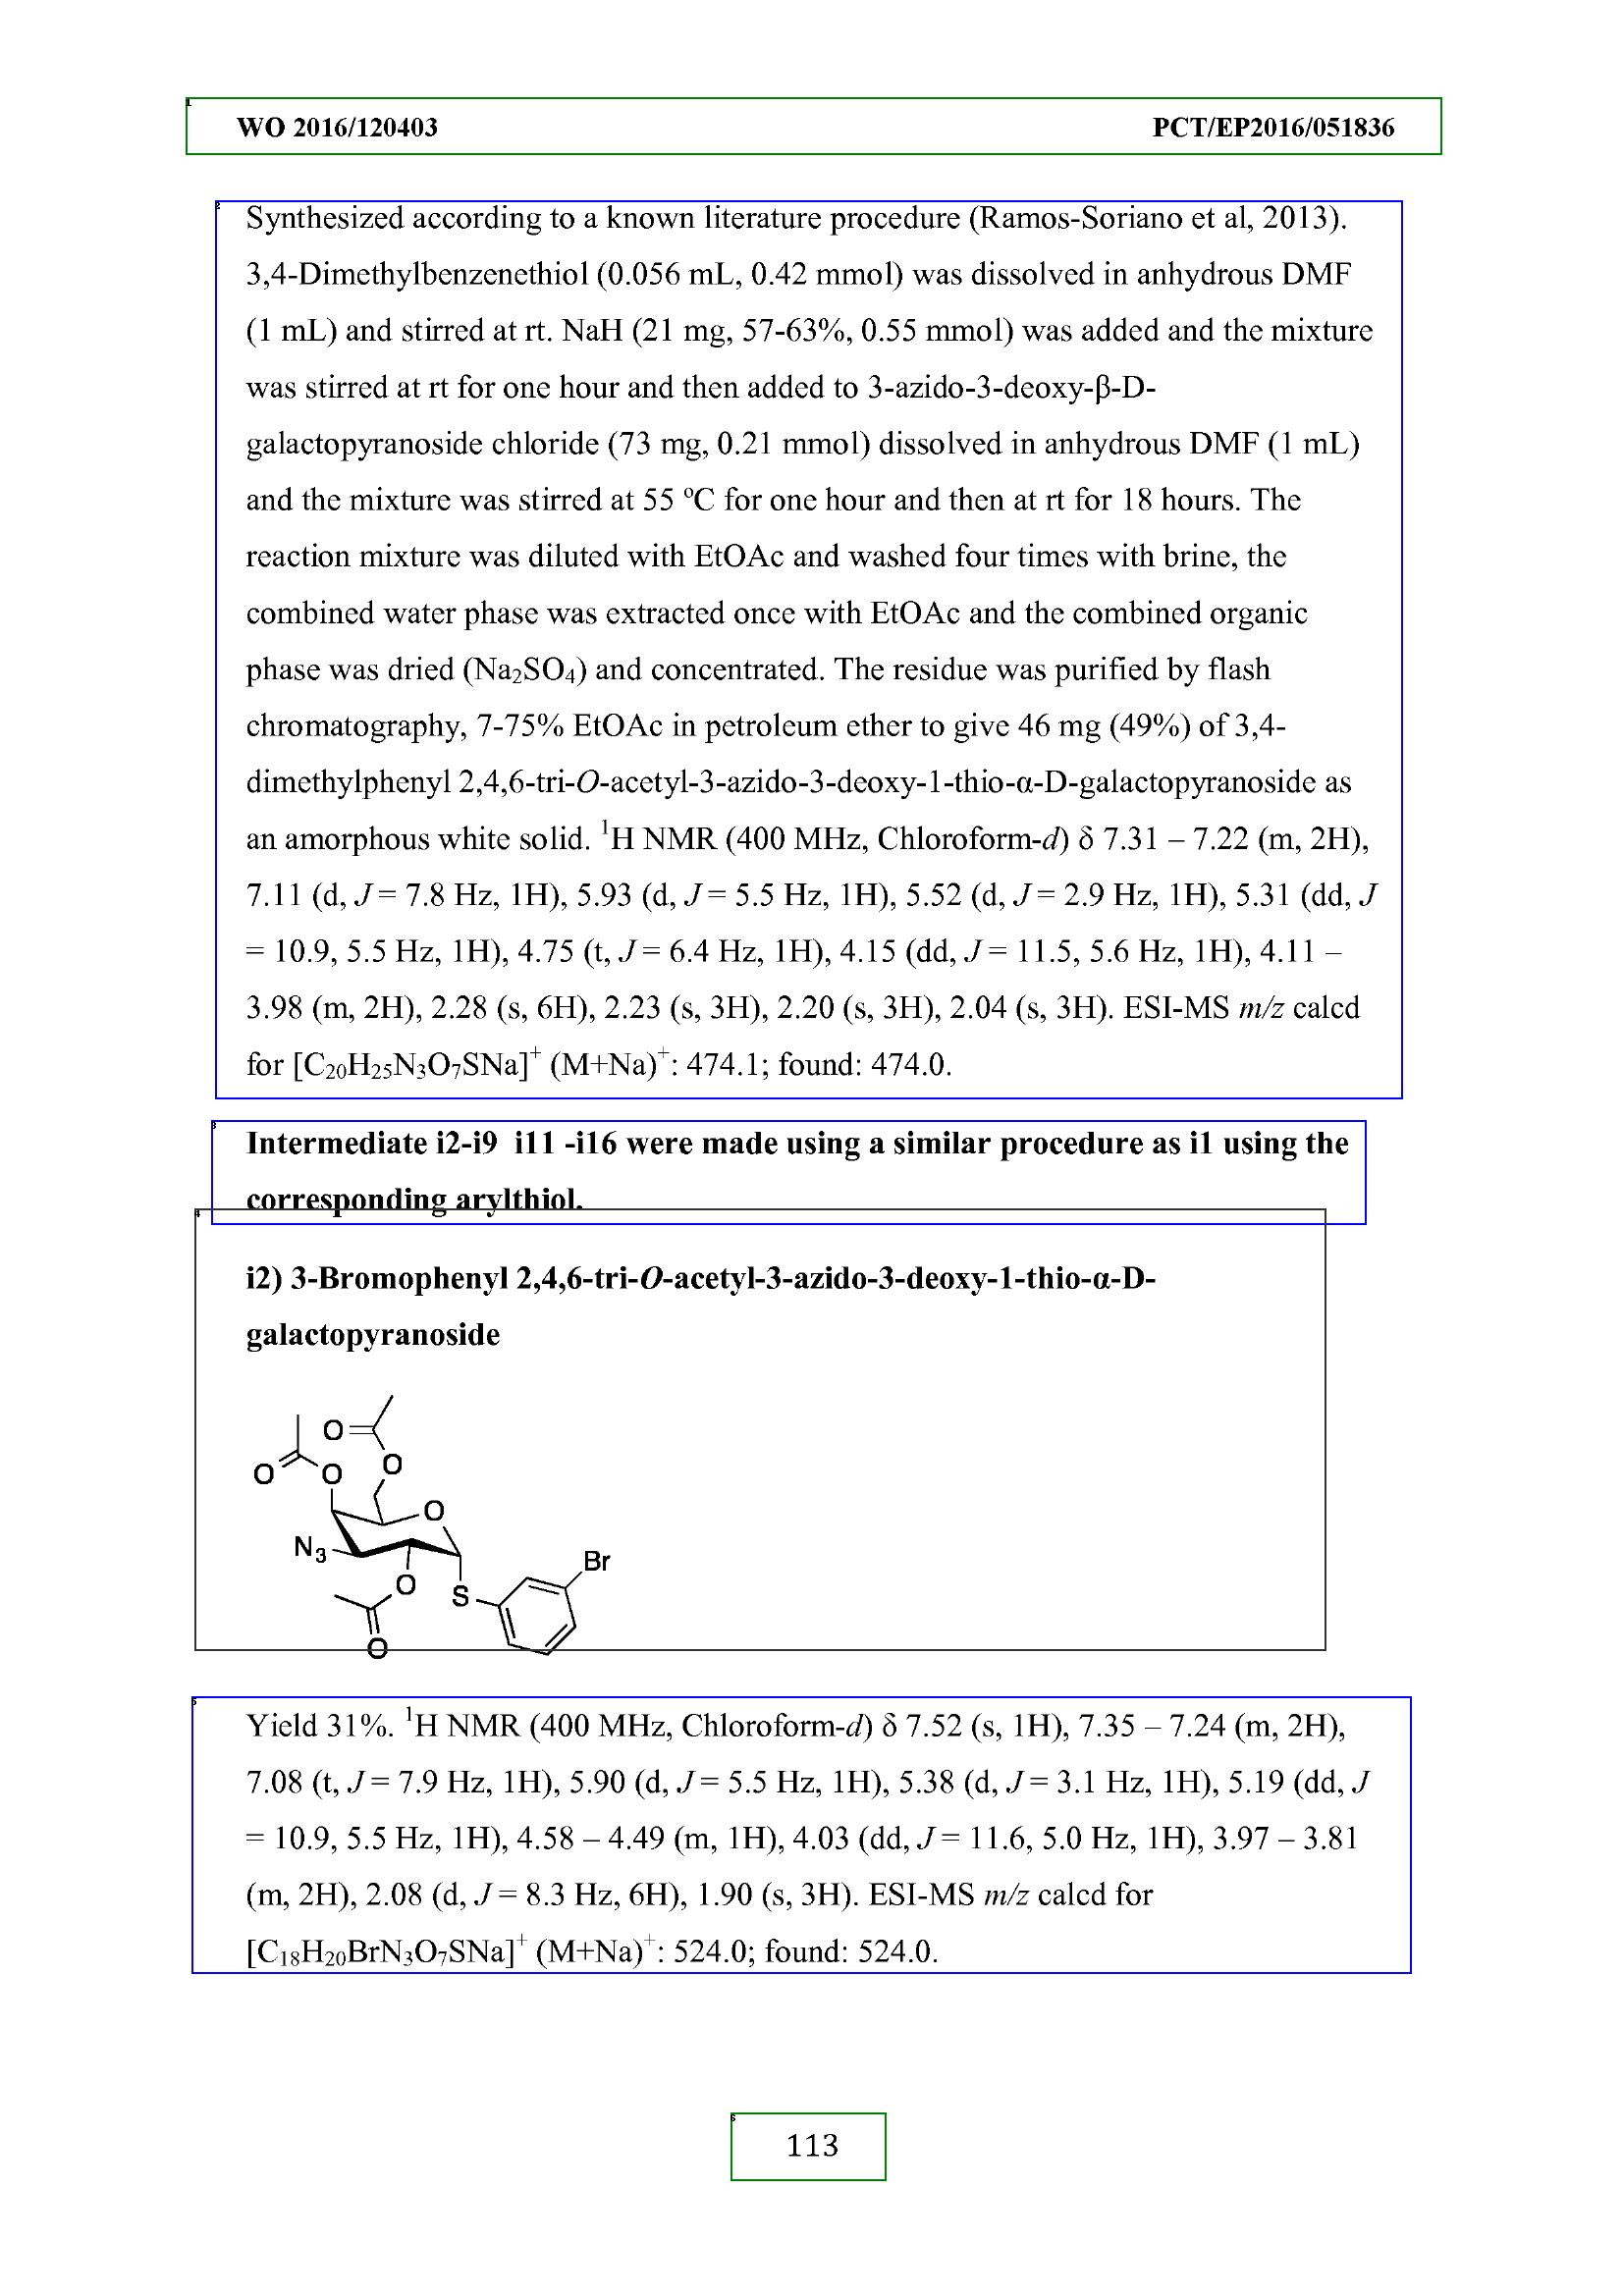 WO 2016/120403 PCT/EP2016/051836
Synthesized according to a known literature procedure (Ramos-Soriano et al, 2013).
3,4-Dimethylbenzenethiol (0.056 mL, 0.42 mmol) was dissolved in anhydrous DMF
(1 mL) and stirred at rt. NaH (21 mg, 57-63%, 0.55 mmol) was added and the mixture
was stirred at rt for one hour and then added to 3-azido-3-deoxy-β-D-
galactopyranoside chloride (73 mg, 0.21 mmol) dissolved in anhydrous DMF (1 mL)
and the mixture was stirred at 55 ºC for one hour and then at rt for 18 hours. The
reaction mixture was diluted with EtOAc and washed four times with brine, the
combined water phase was extracted once with EtOAc and the combined organic
phase was dried (Na₂SO₄) and concentrated. The residue was purified by flash
chromatography, 7-75% EtOAc in petroleum ether to give 46 mg (49%) of 3,4-
dimethylphenyl 2,4,6-tri-O-acetyl-3-azido-3-deoxy-1-thio-α-D-galactopyranoside as
an amorphous white solid. ¹H NMR (400 MHz, Chloroform-d) δ 7.31 – 7.22 (m, 2H),
7.11 (d, J = 7.8 Hz, 1H), 5.93 (d, J = 5.5 Hz, 1H), 5.52 (d, J = 2.9 Hz, 1H), 5.31 (dd, J
= 10.9, 5.5 Hz, 1H), 4.75 (t, J = 6.4 Hz, 1H), 4.15 (dd, J = 11.5, 5.6 Hz, 1H), 4.11 –
3.98 (m, 2H), 2.28 (s, 6H), 2.23 (s, 3H), 2.20 (s, 3H), 2.04 (s, 3H). ESI-MS m/z calcd
for [C₂₀H₂₅N₃O₇SNa]⁺ (M+Na)⁺: 474.1; found: 474.0.
Intermediate i2-i9  i11 -i16 were made using a similar procedure as i1 using the
corresponding arylthiol.
i2) 3-Bromophenyl 2,4,6-tri-O-acetyl-3-azido-3-deoxy-1-thio-α-D-
galactopyranoside
O
O
O O
O
N₃
Br
O
S
O
Yield 31%. ¹H NMR (400 MHz, Chloroform-d) δ 7.52 (s, 1H), 7.35 – 7.24 (m, 2H),
7.08 (t, J = 7.9 Hz, 1H), 5.90 (d, J = 5.5 Hz, 1H), 5.38 (d, J = 3.1 Hz, 1H), 5.19 (dd, J
= 10.9, 5.5 Hz, 1H), 4.58 – 4.49 (m, 1H), 4.03 (dd, J = 11.6, 5.0 Hz, 1H), 3.97 – 3.81
(m, 2H), 2.08 (d, J = 8.3 Hz, 6H), 1.90 (s, 3H). ESI-MS m/z calcd for
[C₁₈H₂₀BrN₃O₇SNa]⁺ (M+Na)⁺: 524.0; found: 524.0.
113